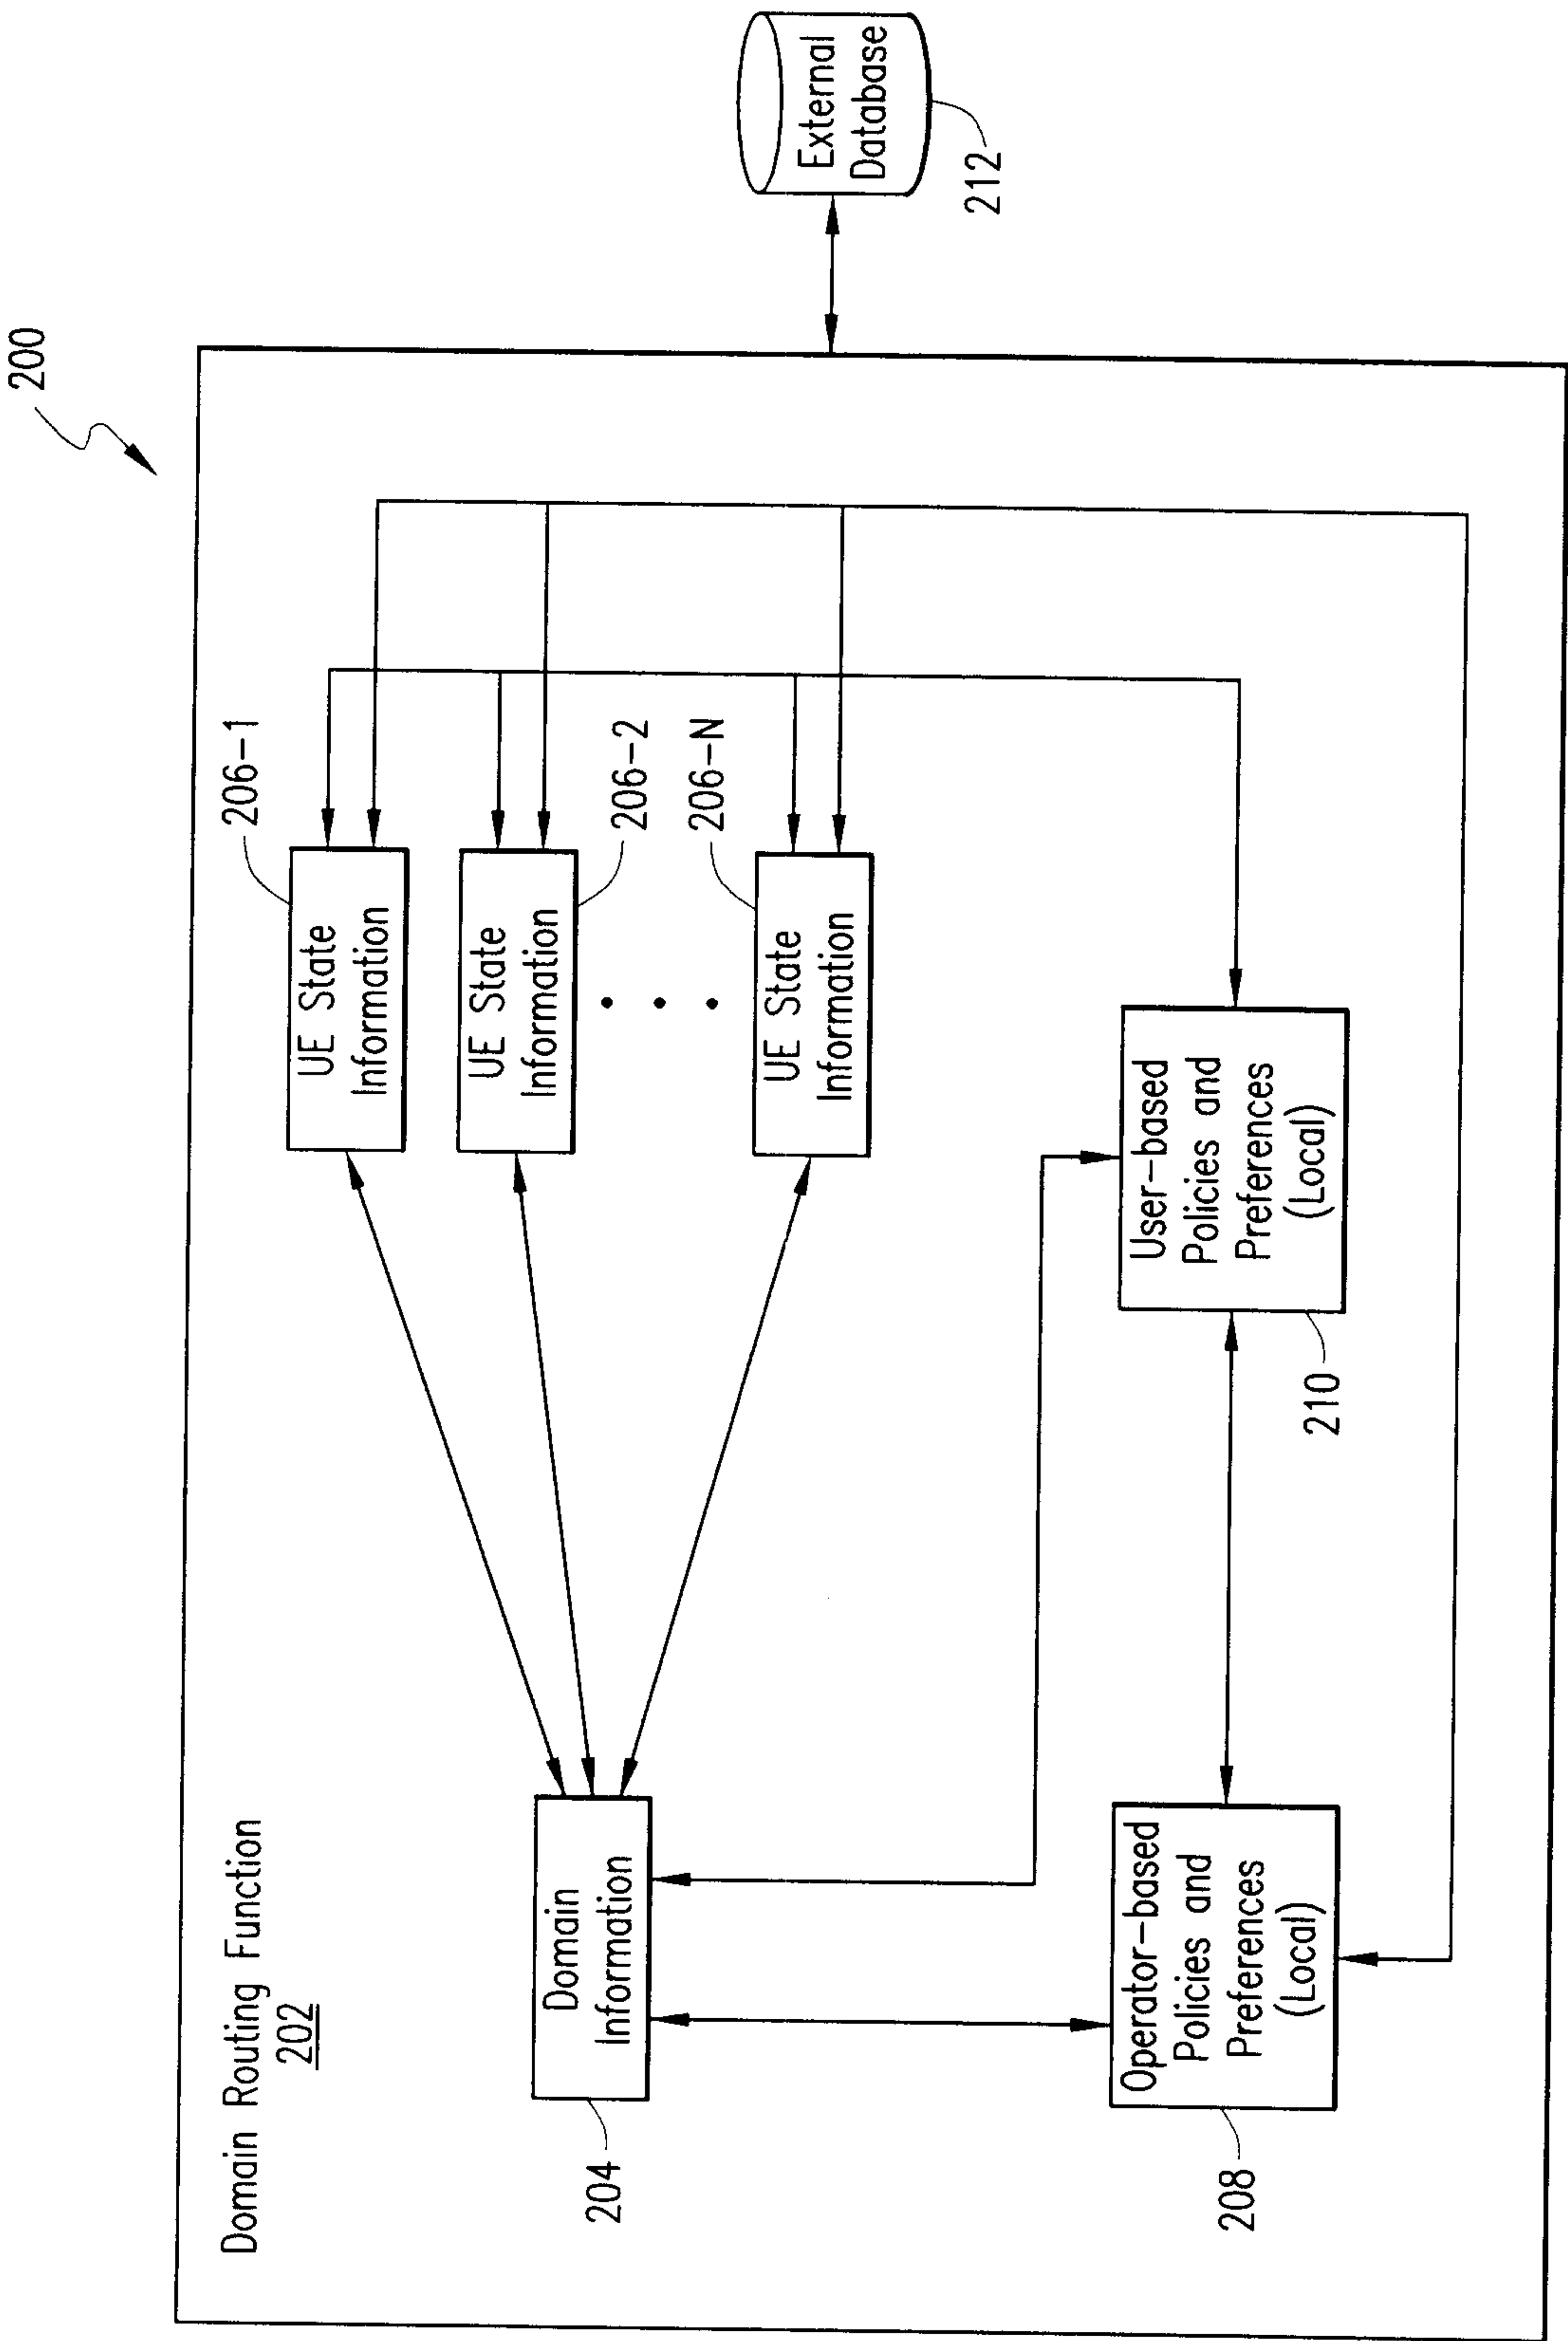 200
Domain Routing Function
202
UE State
Information
206-1
UE State
Information
206-2
206-N
UE State
Information
Domain
Information
204
External
Database
212
Operator-based
Policies and
Preferences
(Local)
208
User-based
Policies and
Preferences
(Local)
210